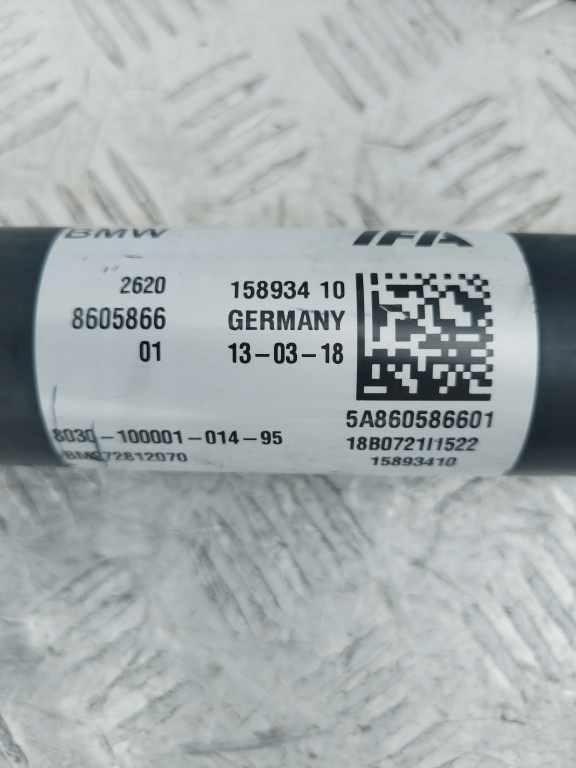 BMW IFA
2620 158934 10
8605866 GERMANY
01 13-03-18
5A860586601
8030-100001-014-95 18B0721/1522
15893410